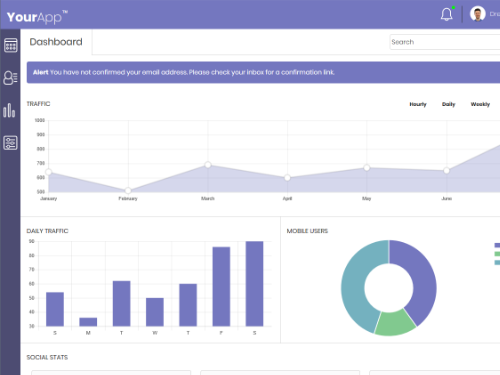 YourApp™
Dashboard
Search
Alert You have not confirmed your email address. Please check your inbox for a confirmation link.
TRAFFIC
Hourly Daily Weekly
1000
900
800
700
600
500
January February March April May June
DAILY TRAFFIC
90
80
70
60
50
40
30
S M T W T F S
MOBILE USERS
SOCIAL STATS